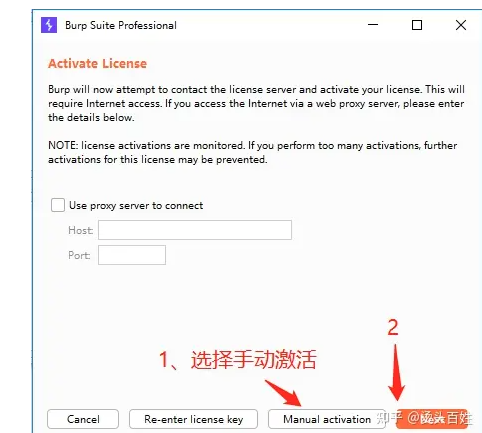 Burp Suite Professional
Activate License
Burp will now attempt to contact the license server and activate your license. This will
require Internet access. If you access the Internet via a web proxy server, please enter
the details below.
NOTE: license activations are monitored. If you perform too many activations, further
activations for this license may be prevented.
Use proxy server to connect
Host:
Port:
2
1、选择手动激活
Cancel
Re-enter license key
Manual activation
Next
知乎 @杨头百姓